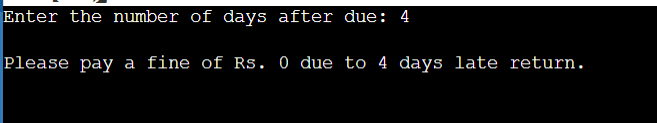 Enter the number of days after due: 4
Please pay a fine of Rs. 0 due to 4 days late return.